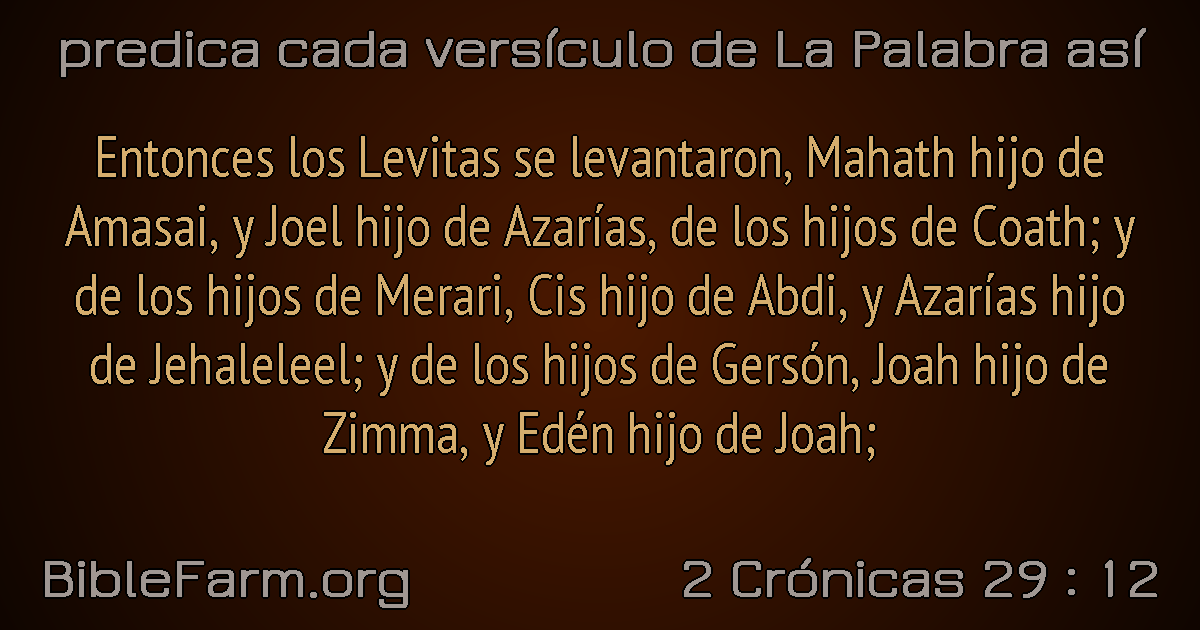 predica cada versículo de La Palabra así
Entonces los Levitas se levantaron, Mahath hijo de
Amasai, y Joel hijo de Azarías, de los hijos de Coath; y
de los hijos de Merari, Cis hijo de Abdi, y Azarías hijo
de Jehaleleel; y de los hijos de Gersón, Joah hijo de
Zimma, y Edén hijo de Joah;
BibleFarm.org 2 Crónicas 29 : 12